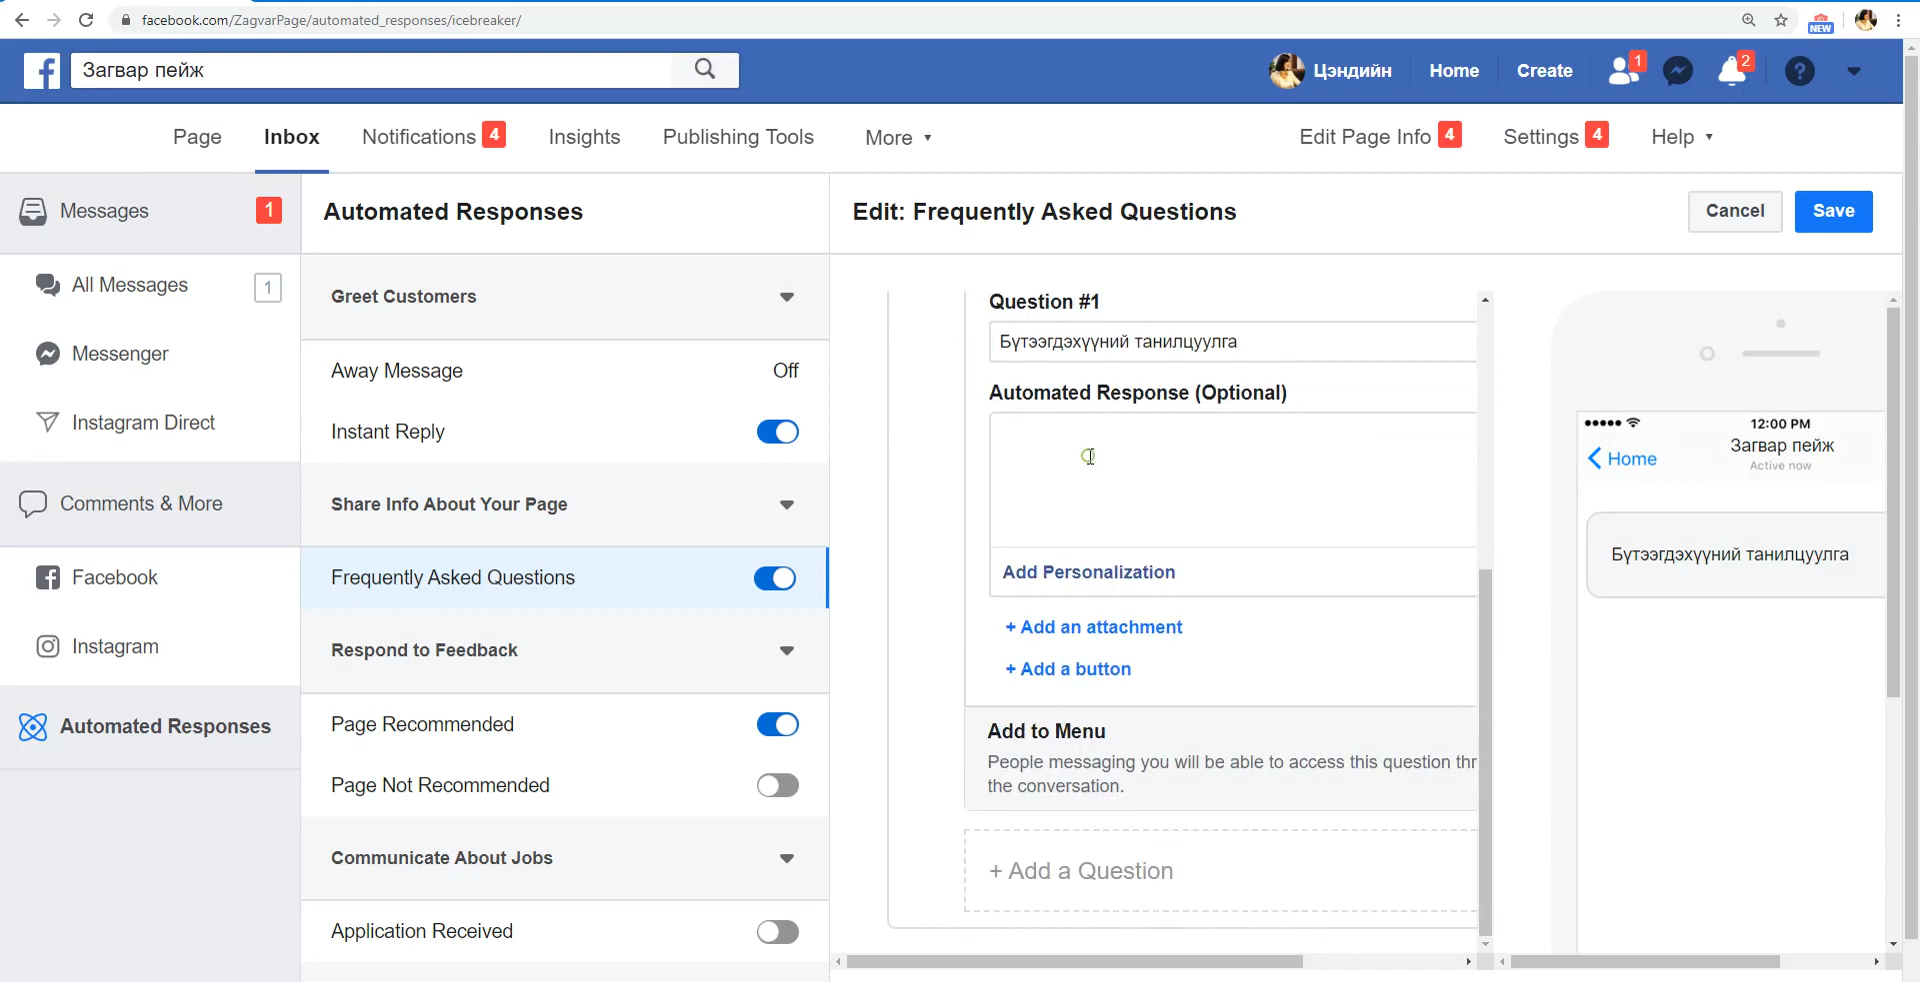 facebook.com/ZagvarPage/automated_responses/icebreaker/
NEW
Загвар пейж
Цэндийн
Home
Create
1
2
Page
Inbox
Notifications 4
Insights
Publishing Tools
More
Edit Page Info 4
Settings 4
Help
Messages 1
All Messages 1
Messenger
Instagram Direct
Comments & More
Facebook
Instagram
Automated Responses
Automated Responses
Greet Customers
Away Message Off
Instant Reply
Share Info About Your Page
Frequently Asked Questions
Respond to Feedback
Page Recommended
Page Not Recommended
Communicate About Jobs
Application Received
Edit: Frequently Asked Questions
Cancel
Save
Question #1
Бүтээгдэхүүний танилцуулга
Automated Response (Optional)
Add Personalization
+ Add an attachment
+ Add a button
Add to Menu
People messaging you will be able to access this question thr
the conversation.
+ Add a Question
12:00 PM
Загвар пейж
Home
Active now
Бүтээгдэхүүний танилцуулга